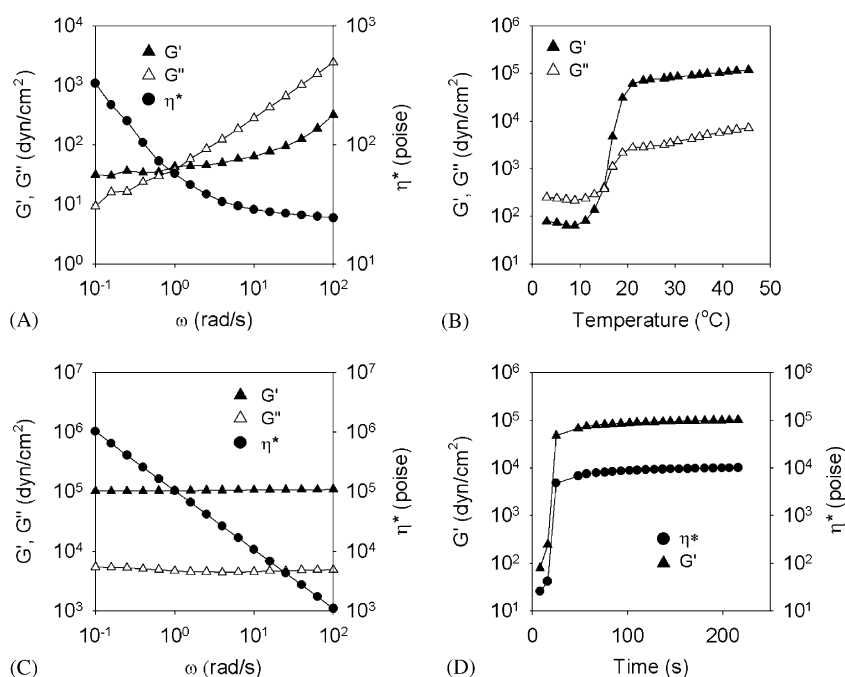 10⁴
10³
10²
10¹
10⁰
G', G" (dyn/cm²)
G'
G"
η*
10³
10²
10¹
η* (poise)
10⁻¹ 10⁰ 10¹ 10²
ω (rad/s)
(A)
10⁶
10⁵
10⁴
10³
10²
10¹
G', G" (dyn/cm²)
G'
G"
0 10 20 30 40 50
Temperature (°C)
(B)
10⁷
10⁶
10⁵
10⁴
10³
G', G" (dyn/cm²)
G'
G"
η*
10⁷
10⁶
10⁵
10⁴
10³
η* (poise)
10⁻¹ 10⁰ 10¹ 10²
ω (rad/s)
(C)
10⁶
10⁵
10⁴
10³
10²
10¹
G' (dyn/cm²)
η*
G'
10⁶
10⁵
10⁴
10³
10²
10¹
η* (poise)
0 100 200
Time (s)
(D)